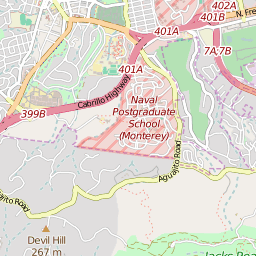 402A
N. Fre
401B
401A
7A;7B
401A
Cabrillo Highway
Naval
Postgraduate
School
(Monterey)
399B
Aguajito Road
Aguajito Road
Devil Hill
267 m
Jacks Pea